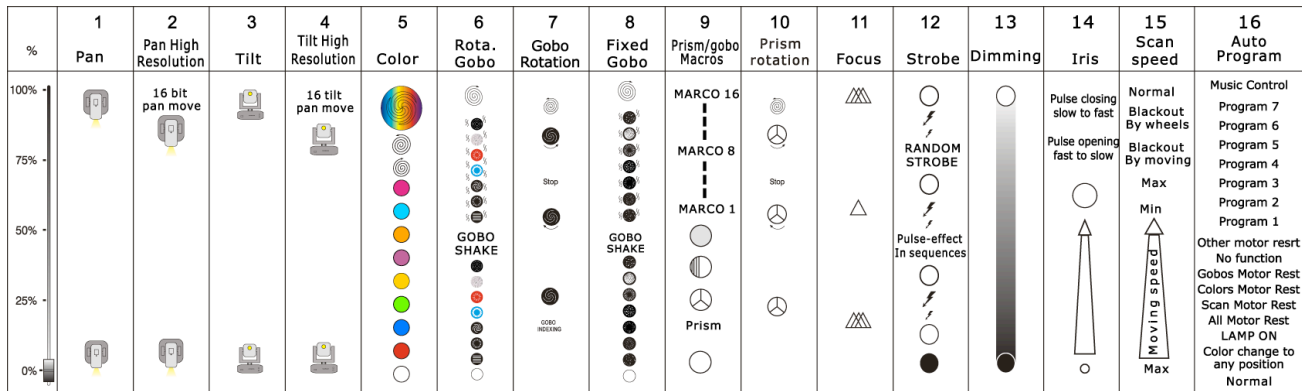 %
100%
75%
50%
25%
0%
1
Pan
2
Pan High
Resolution
16 bit
pan move
3
Tilt
4
Tilt High
Resolution
16 tilt
pan move
5
Color
6
Rota.
Gobo
GOBO
SHAKE
7
Gobo
Rotation
Stop
GOBO
INDEXING
8
Fixed
Gobo
GOBO
SHAKE
9
Prism/gobo
Macros
MARCO 16
MARCO 8
MARCO 1
Prism
10
Prism
rotation
Stop
11
Focus
12
Strobe
RANDOM
STROBE
Pulse-effect
In sequences
13
Dimming
14
Iris
Pulse closing
slow to fast
Pulse opening
fast to slow
15
Scan
speed
Normal
Blackout
By wheels
Blackout
By moving
Max
Min
Moving speed
Max
16
Auto
Program
Music Control
Program 7
Program 6
Program 5
Program 4
Program 3
Program 2
Program 1
Other motor resrt
No function
Gobos Motor Rest
Colors Motor Rest
Scan Motor Rest
All Motor Rest
LAMP ON
Color change to
any position
Normal